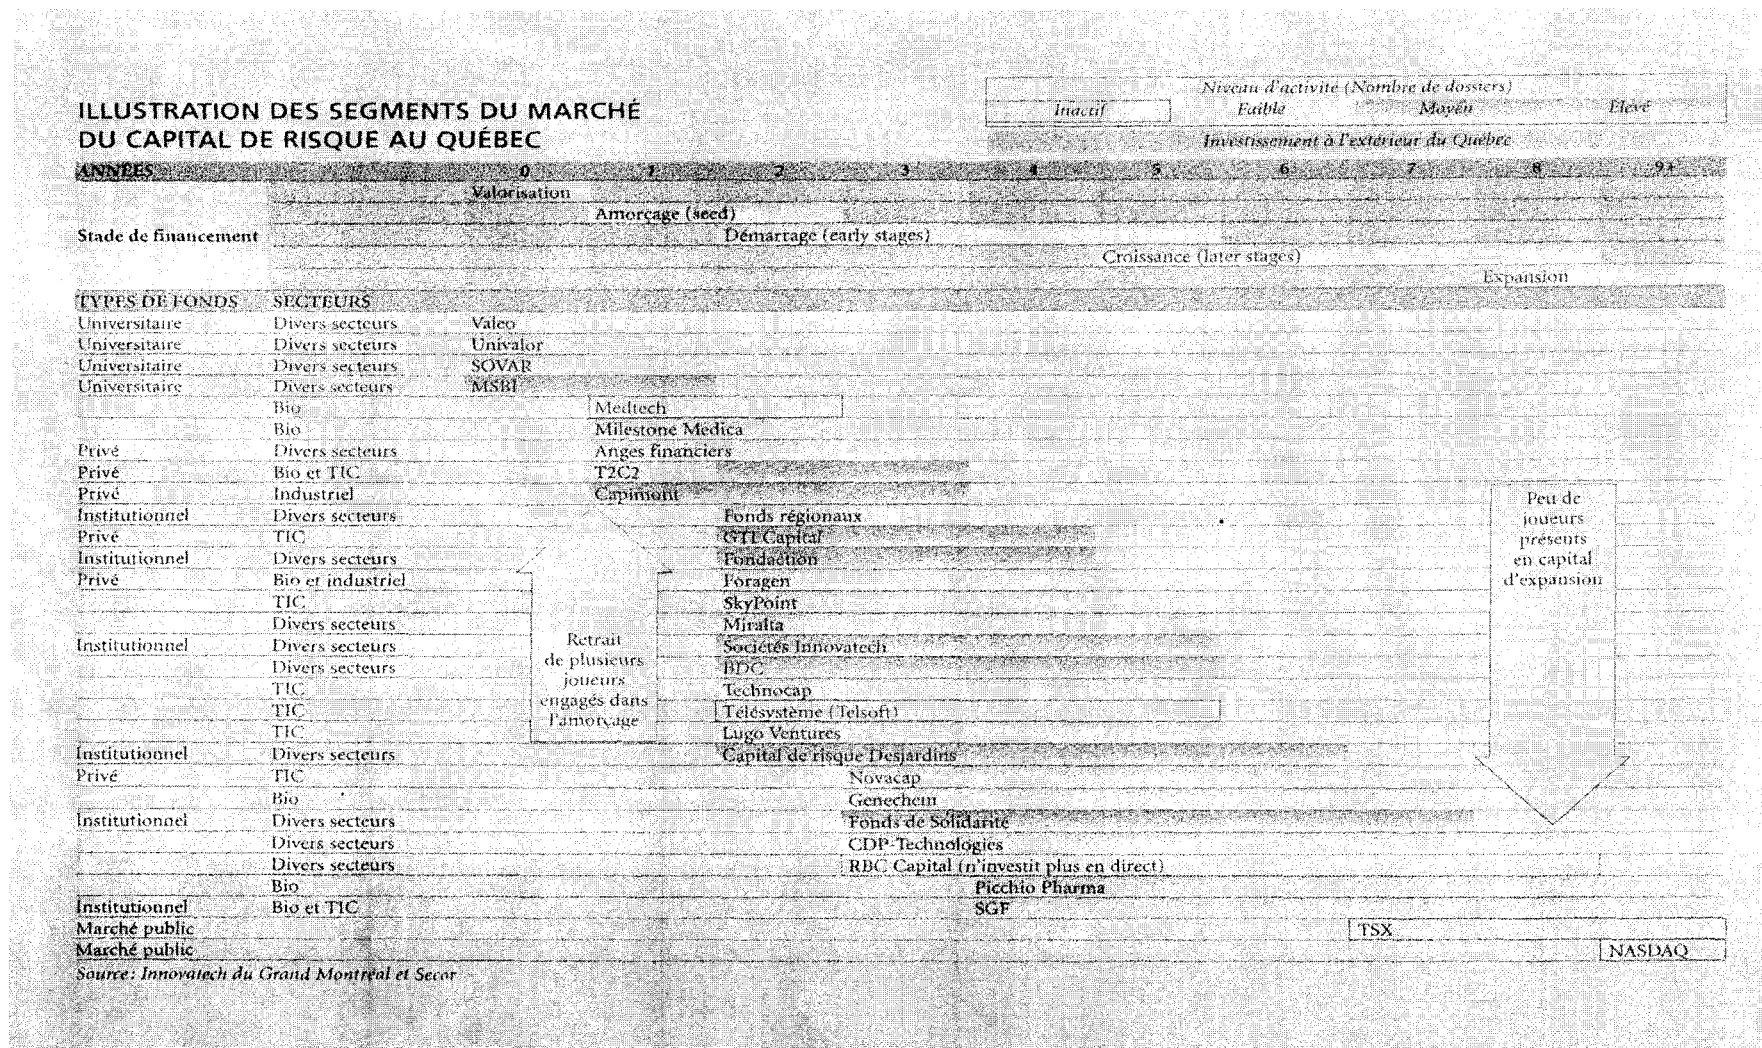 ILLUSTRATION DES SEGMENTS DU MARCHÉ
DU CAPITAL DE RISQUE AU QUÉBEC
Niveau d'activité (Nombre de dossiers)
Inactif Faible Moyen Élevé
Investissement à l'extérieur du Québec
ANNÉES 0 1 2 3 4 5 6 7 8 9+
Valorisation
Amorçage (seed)
Stade de financement Démarrage (early stages)
Croissance (later stages)
Expansion
TYPES DE FONDS SECTEURS
Universitaire Divers secteurs Valeo
Universitaire Divers secteurs Univalor
Universitaire Divers secteurs SOVAR
Universitaire Divers secteurs MSBI
Bio Medtech
Bio Milestone Medica
Privé Divers secteurs Anges financiers
Privé Bio et TIC T2C2
Privé Industriel Capimont
Institutionnel Divers secteurs Fonds régionaux
Privé TIC GTI Capital
Institutionnel Divers secteurs Fondaction
Privé Bio et industriel Foragen
TIC SkyPoint
Divers secteurs Miralta
Institutionnel Divers secteurs Sociétés Innovatech
Divers secteurs BDC
TIC Technocap
TIC Télésystème (Telsoft)
TIC Lugo Ventures
Institutionnel Divers secteurs Capital de risque Desjardins
Privé TIC Novacap
Bio Genechem
Institutionnel Divers secteurs Fonds de Solidarité
Divers secteurs CDP-Technologies
Divers secteurs RBC Capital (n'investit plus en direct)
Bio Picchio Pharma
Institutionnel Bio et TIC SGF
Marché public TSX
Marché public NASDAQ
Retrait
de plusieurs
joueurs
engagés dans
l'amorçage
Peu de
joueurs
présents
en capital
d'expansion
Source: Innovatech du Grand Montréal et Secor